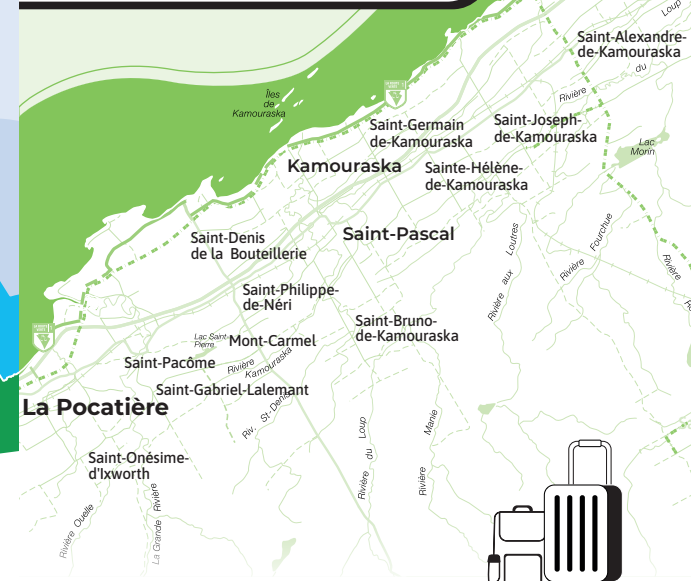 Loup
Saint-Alexandre-
de-Kamouraska
du
Rivière
Îles
de
Kamouraska
Saint-Germain
de-Kamouraska
Saint-Joseph-
de-Kamouraska
Lac
Morin
Kamouraska
Sainte-Hélène-
de-Kamouraska
Saint-Denis
de la Bouteillerie
Saint-Pascal
Rivière aux Loutres
Rivière Fourchue
Rivière
Saint-Philippe-
de-Néri
Saint-Bruno-
de-Kamouraska
Lac Saint-
Pierre
Mont-Carmel
Saint-Pacôme
Rivière
Kamouraska
Saint-Gabriel-Lalemant
La Pocatière
Riv. St-Denis
Rivière du Loup
Rivière Manie
Saint-Onésime-
d'Ixworth
Rivière Ouelle
La Grande Rivière